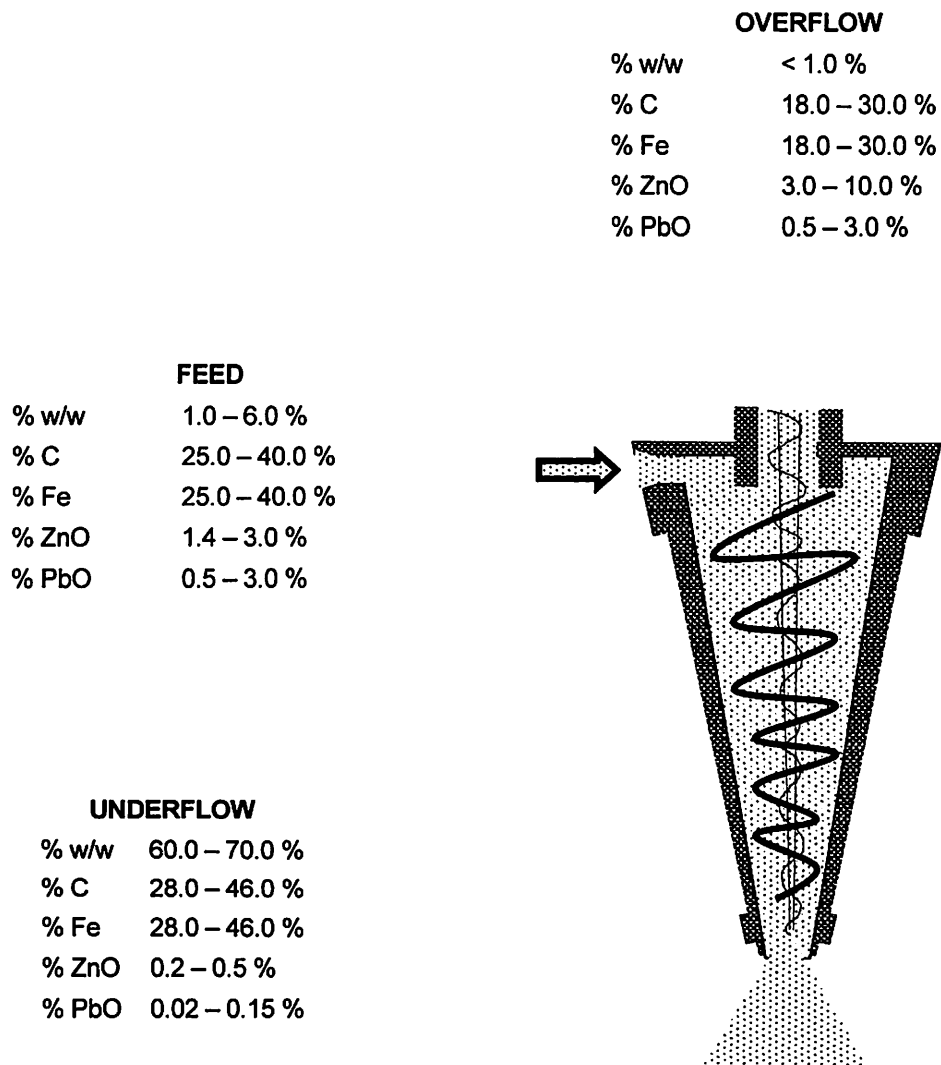 OVERFLOW
% w/w < 1.0 %
% C 18.0 – 30.0 %
% Fe 18.0 – 30.0 %
% ZnO 3.0 – 10.0 %
% PbO 0.5 – 3.0 %
FEED
% w/w 1.0 – 6.0 %
% C 25.0 – 40.0 %
% Fe 25.0 – 40.0 %
% ZnO 1.4 – 3.0 %
% PbO 0.5 – 3.0 %
UNDERFLOW
% w/w 60.0 – 70.0 %
% C 28.0 – 46.0 %
% Fe 28.0 – 46.0 %
% ZnO 0.2 – 0.5 %
% PbO 0.02 – 0.15 %